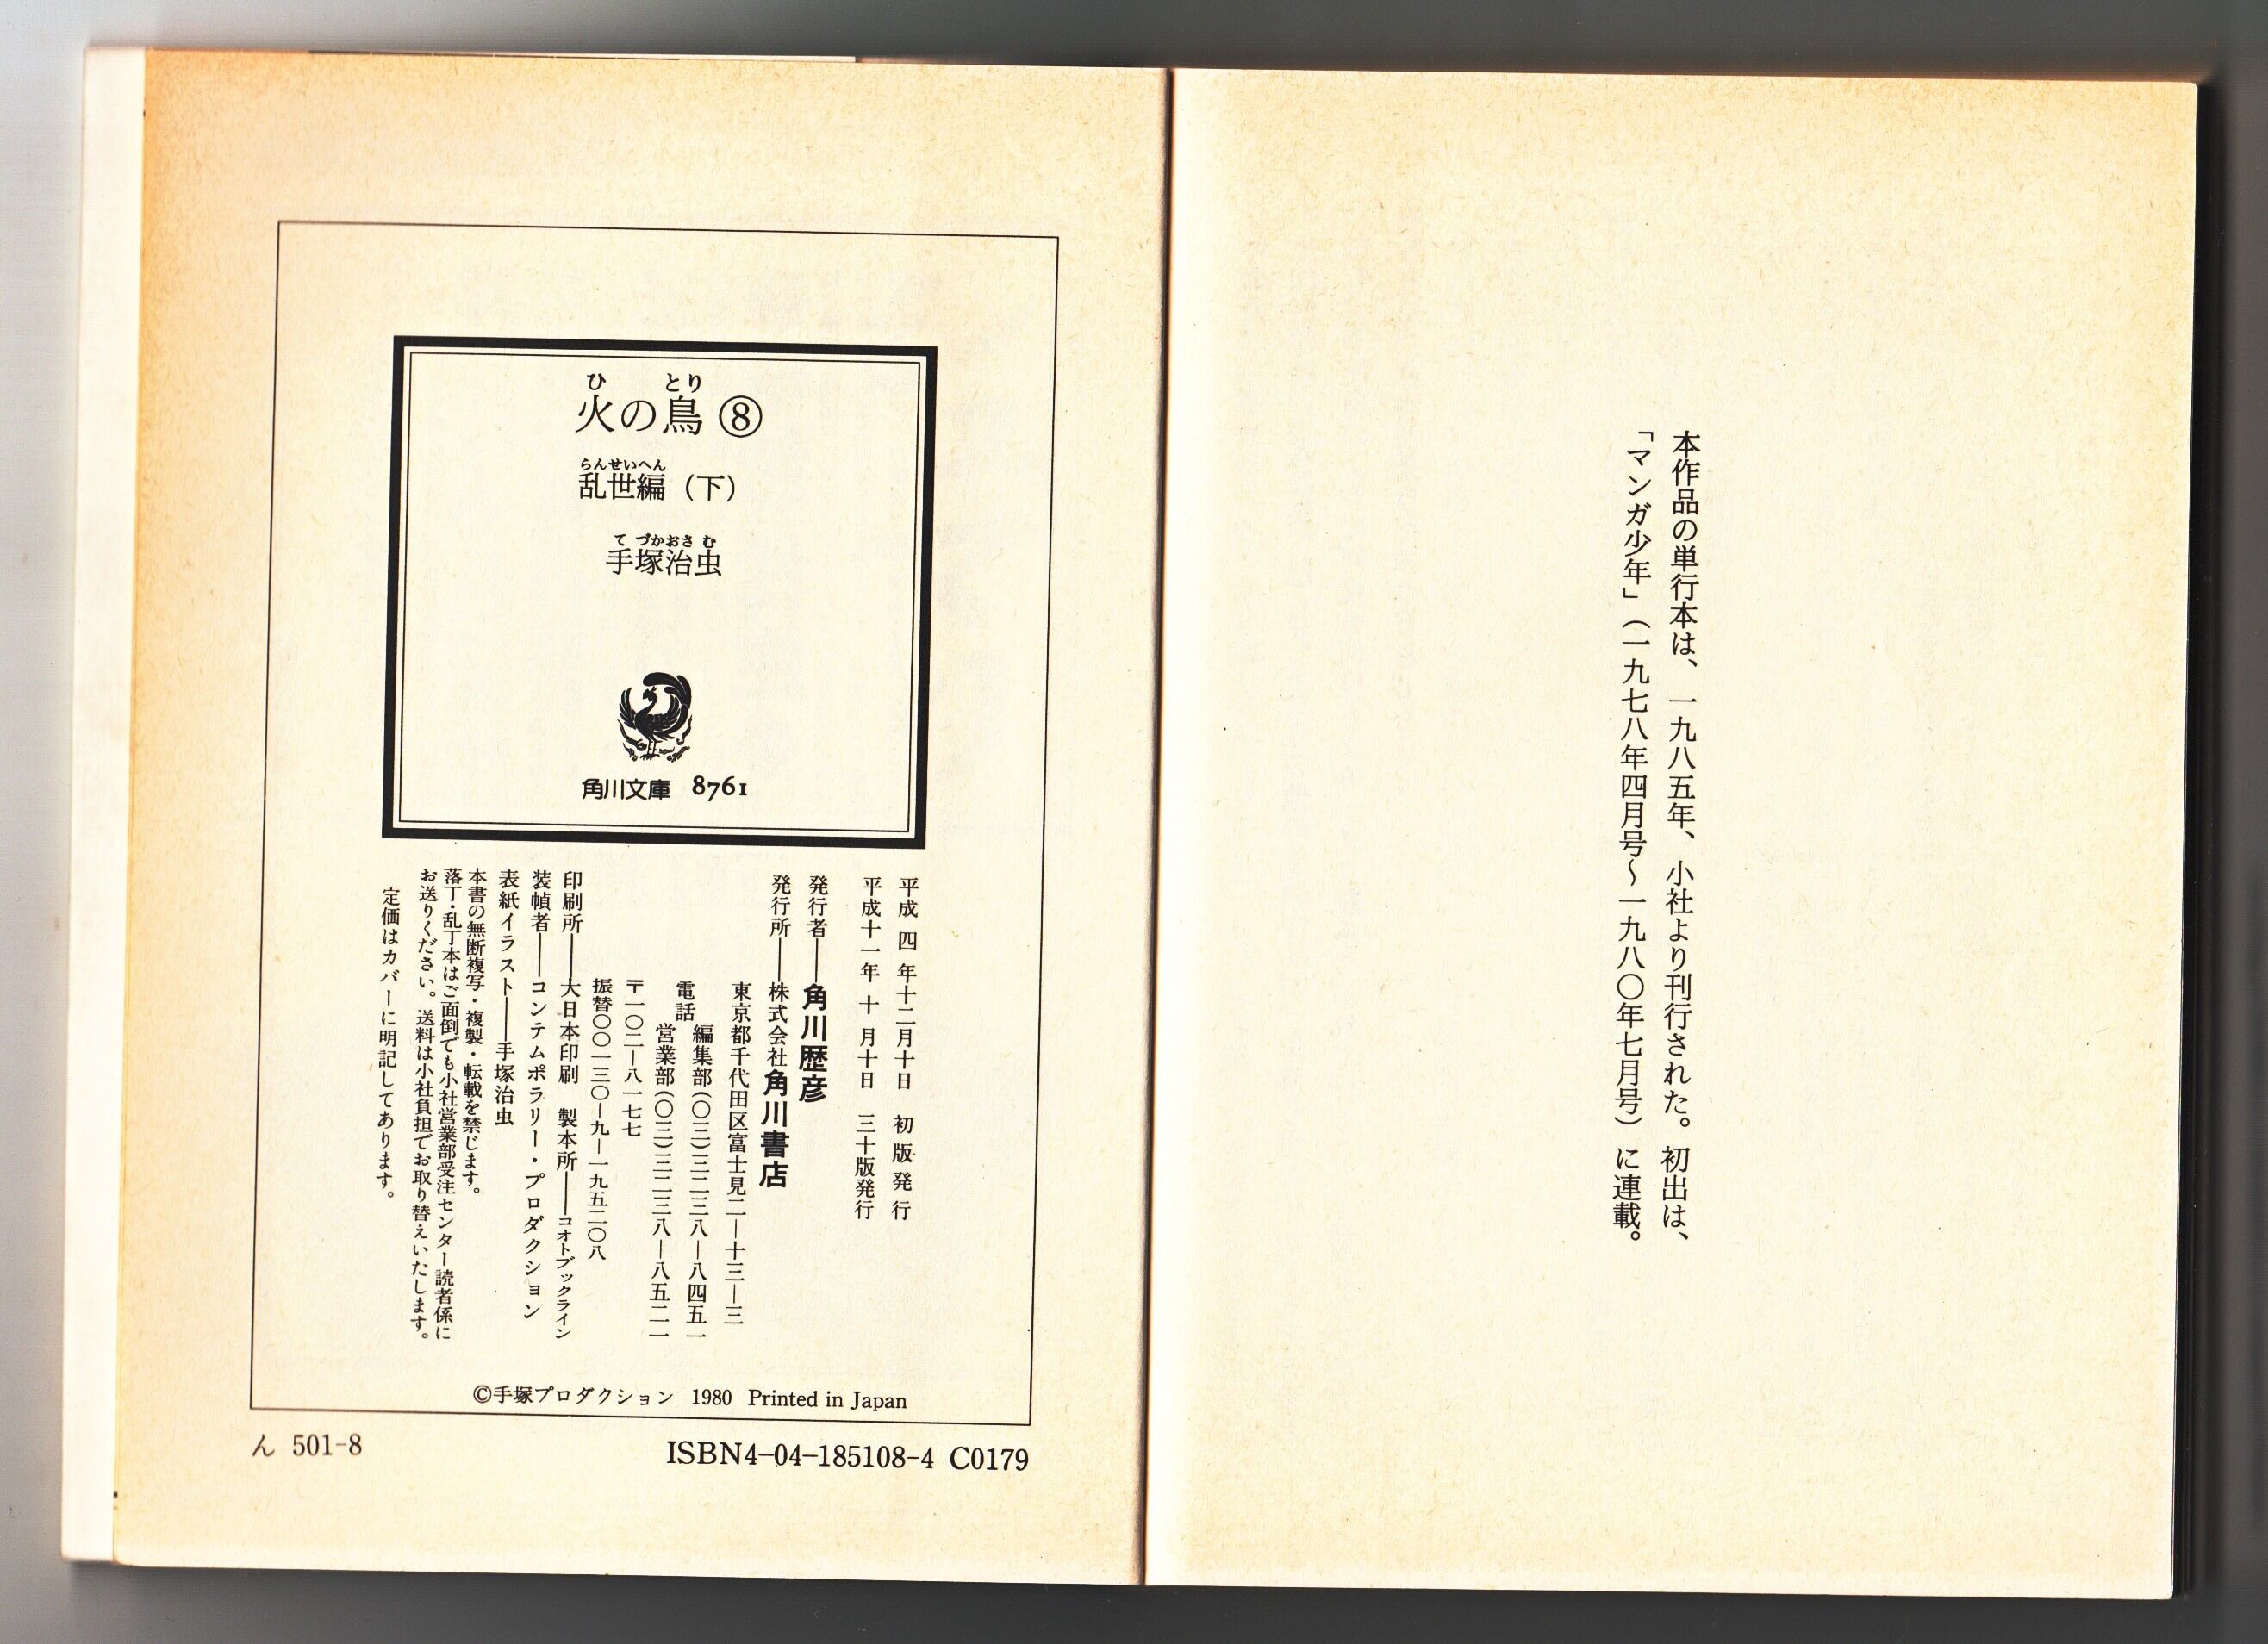 本作品の単行本は、一九八五年、小社より刊行された。初出は、
「マンガ少年」（一九七八年四月号〜一九八〇年七月号）に連載。
ひ とり
火の鳥⑧
らんせいへん
乱世編（下）
てづかおさむ
手塚治虫
角川文庫 8761
平成四年十二月十日 初版発行
平成十一年十月十日 三十版発行
発行者――角川歴彦
発行所――株式会社角川書店
東京都千代田区富士見二―十三―三
電話 編集部(〇三)三二三八―八四五一
営業部(〇三)三二三八―八五二一
〒一〇二―八一七七
振替〇〇一三〇―九―一九五二〇八
印刷所――大日本印刷 製本所――コオトブックライン
装幀者――コンテムポラリー・プロダクション
表紙イラスト――手塚治虫
本書の無断複写・複製・転載を禁じます。
落丁・乱丁本はご面倒でも小社営業部受注センター読者係に
お送りください。送料は小社負担でお取り替えいたします。
定価はカバーに明記してあります。
©手塚プロダクション 1980 Printed in Japan
ん 501-8
ISBN4-04-185108-4 C0179